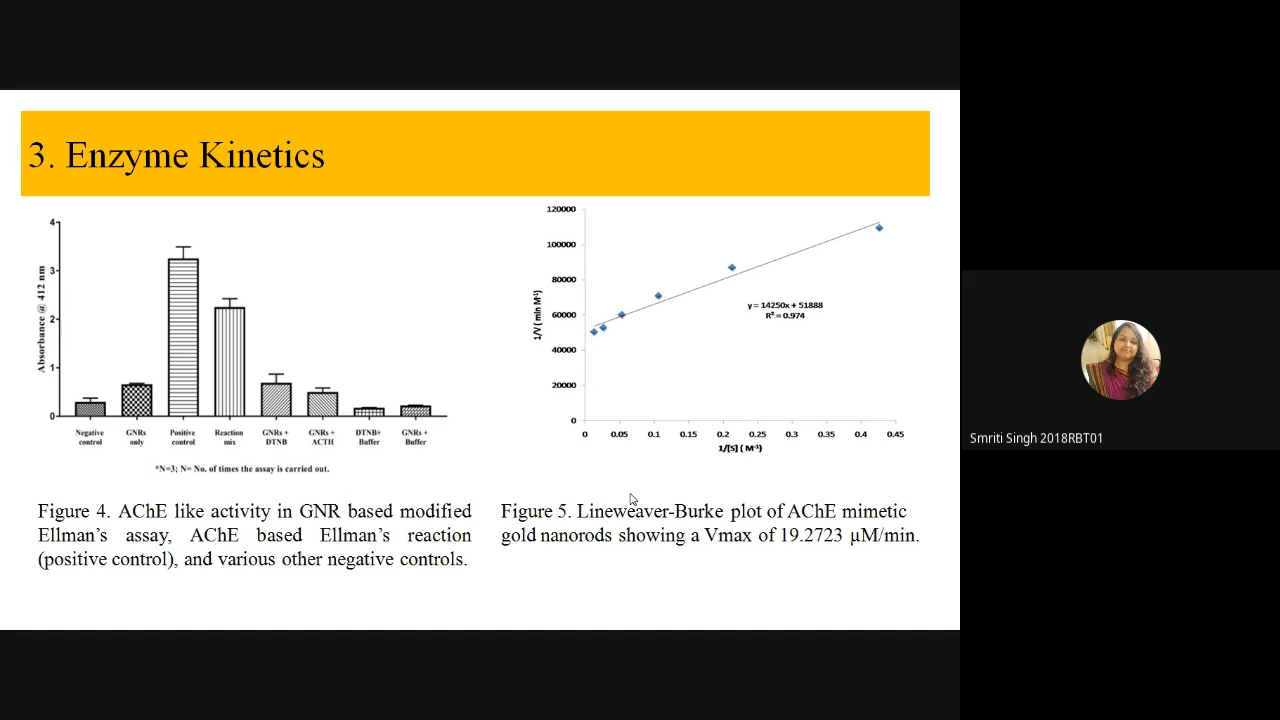 3. Enzyme Kinetics
4
3
2
1
0
Absorbance @ 412 nm
Negative control
GNRs only
Positive control
Reaction mix
GNRs + DTNB
GNRs + ACTH
DTNB+ Buffer
GNRs + Buffer
*N=3; N= No. of times the assay is carried out.
120000
100000
80000
60000
40000
20000
0
1/V ( min M⁻¹)
y = 14250x + 51888
R² = 0.974
0 0.05 0.1 0.15 0.2 0.25 0.3 0.35 0.4 0.45
1/[S] ( M⁻¹)
Figure 4. AChE like activity in GNR based modified
Ellman’s assay, AChE based Ellman’s reaction
(positive control), and various other negative controls.
Figure 5. Lineweaver-Burke plot of AChE mimetic
gold nanorods showing a Vmax of 19.2723 µM/min.
Smriti Singh 2018RBT01